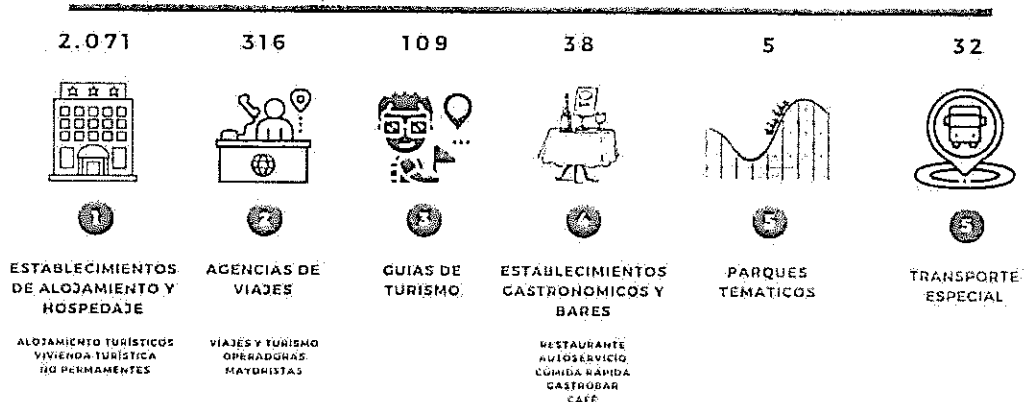 2.071
316
109
38
5
32
1
2
3
4
5
5
ESTABLECIMIENTOS
DE ALOJAMIENTO Y
HOSPEDAJE
AGENCIAS DE
VIAJES
GUIAS DE
TURISMO
ESTABLECIMIENTOS
GASTRONOMICOS Y
BARES
PARQUES
TEMATICOS
TRANSPORTE
ESPECIAL
ALOJAMIENTO TURÍSTICOS
VIVIENDA TURÍSTICA
NO PERMAMENTES
VIAJES Y TURISMO
OPERADORAS
MAYORISTAS
RESTAURANTE
AUTOSERVICIO
COMIDA RÁPIDA
GASTROBAR
CAFÉ